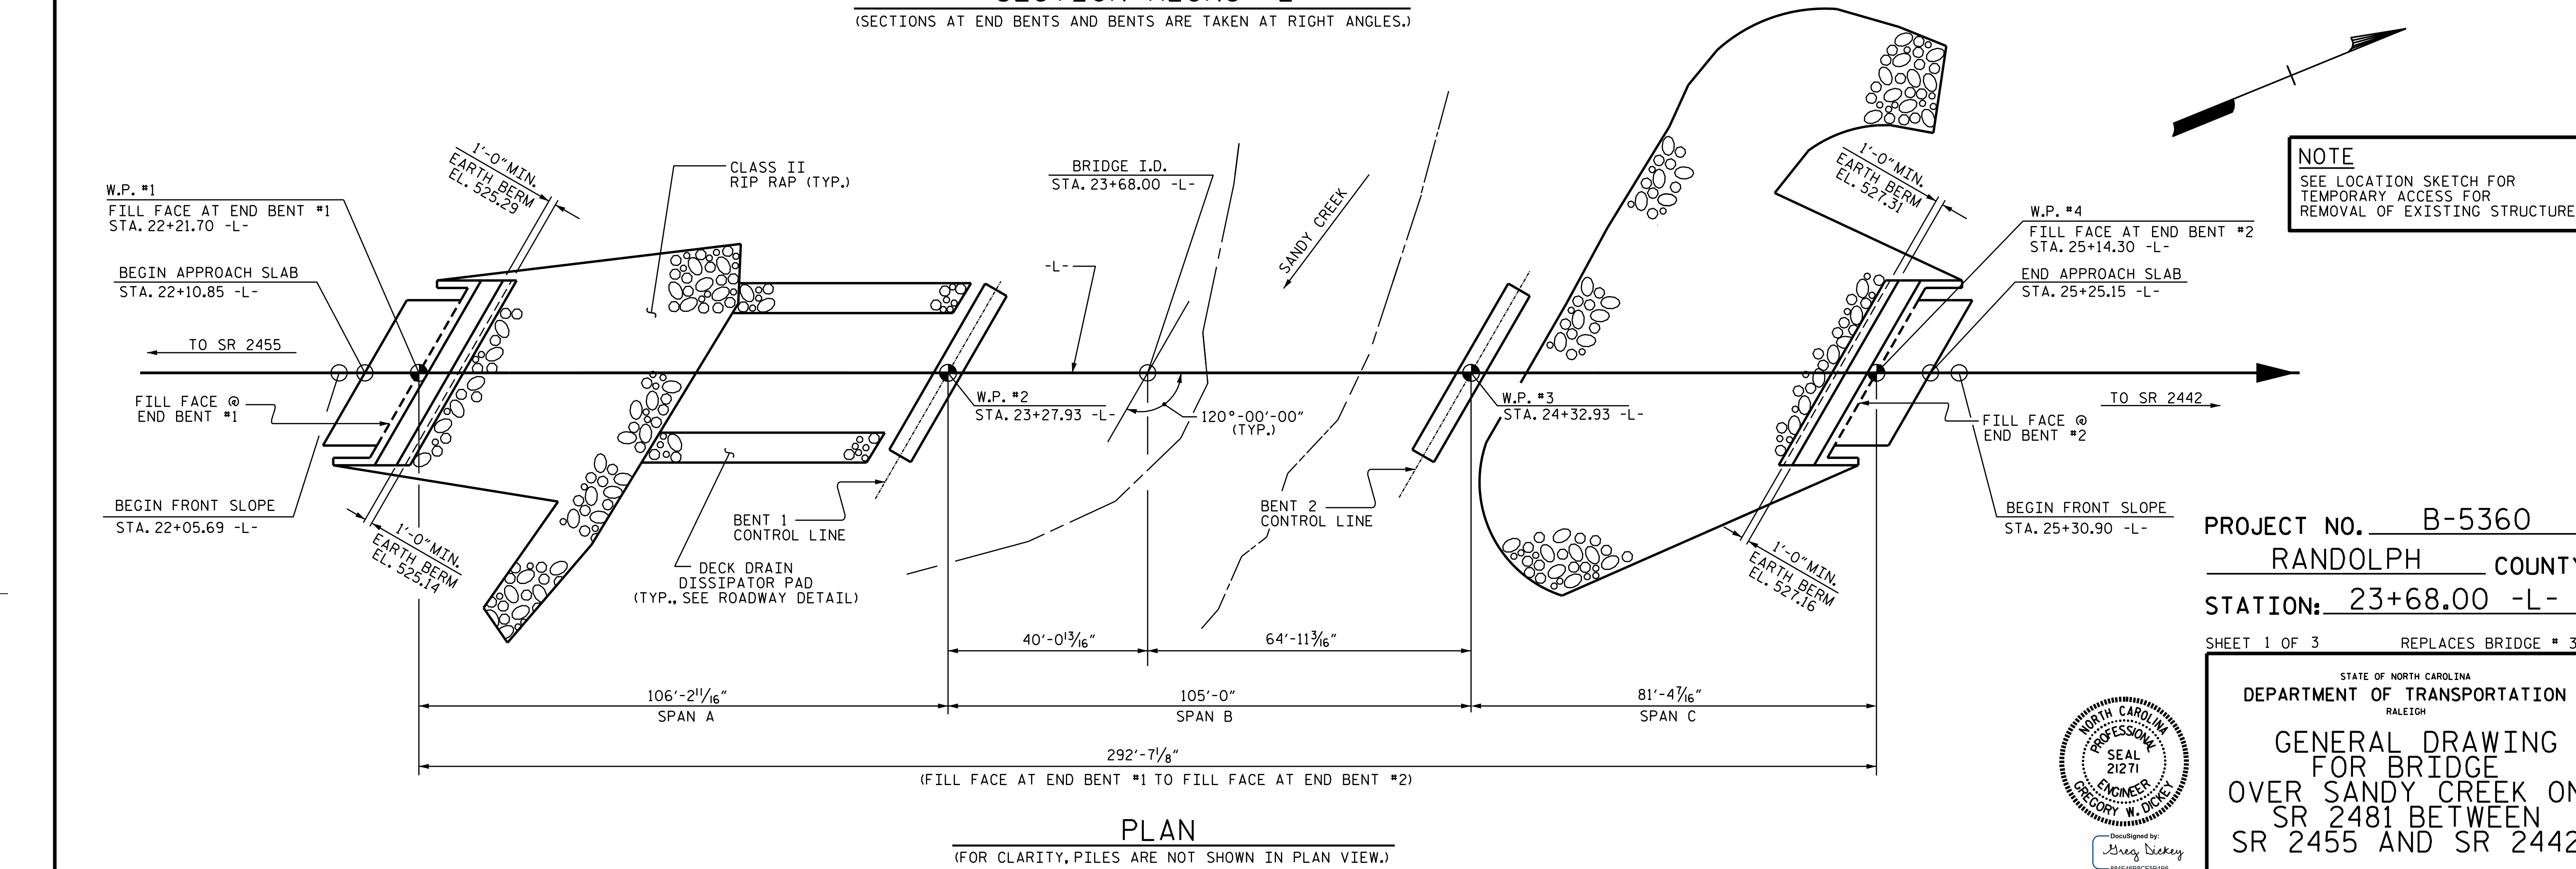 (SECTIONS AT END BENTS AND BENTS ARE TAKEN AT RIGHT ANGLES.)
NOTE
SEE LOCATION SKETCH FOR
TEMPORARY ACCESS FOR
REMOVAL OF EXISTING STRUCTURE
W.P. #1
FILL FACE AT END BENT #1
STA. 22+21.70 -L-
BEGIN APPROACH SLAB
STA. 22+10.85 -L-
TO SR 2455
FILL FACE @
END BENT #1
BEGIN FRONT SLOPE
STA. 22+05.69 -L-
1'-0" MIN.
EARTH BERM
EL. 525.29
1'-0" MIN.
EARTH BERM
EL. 525.14
CLASS II
RIP RAP (TYP.)
BENT 1
CONTROL LINE
DECK DRAIN
DISSIPATOR PAD
(TYP., SEE ROADWAY DETAIL)
W.P. #2
STA. 23+27.93 -L-
BRIDGE I.D.
STA. 23+68.00 -L-
-L-
120°-00'-00"
(TYP.)
SANDY CREEK
BENT 2
CONTROL LINE
W.P. #3
STA. 24+32.93 -L-
1'-0" MIN.
EARTH BERM
EL. 527.31
1'-0" MIN.
EARTH BERM
EL. 527.16
W.P. #4
FILL FACE AT END BENT #2
STA. 25+14.30 -L-
END APPROACH SLAB
STA. 25+25.15 -L-
TO SR 2442
FILL FACE @
END BENT #2
BEGIN FRONT SLOPE
STA. 25+30.90 -L-
40'-0 13/16"
64'-11 3/16"
106'-2 11/16"
SPAN A
105'-0"
SPAN B
81'-4 7/16"
SPAN C
292'-7 1/8"
(FILL FACE AT END BENT #1 TO FILL FACE AT END BENT #2)
PLAN
(FOR CLARITY, PILES ARE NOT SHOWN IN PLAN VIEW.)
PROJECT NO. B-5360
RANDOLPH COUNTY
STATION: 23+68.00 -L-
SHEET 1 OF 3 REPLACES BRIDGE # 3
STATE OF NORTH CAROLINA
DEPARTMENT OF TRANSPORTATION
RALEIGH
GENERAL DRAWING
FOR BRIDGE
OVER SANDY CREEK ON
SR 2481 BETWEEN
SR 2455 AND SR 2442
NORTH CAROLINA
PROFESSIONAL
SEAL
21271
ENGINEER
GREGORY W. DICKEY
DocuSigned by:
Greg Dickey